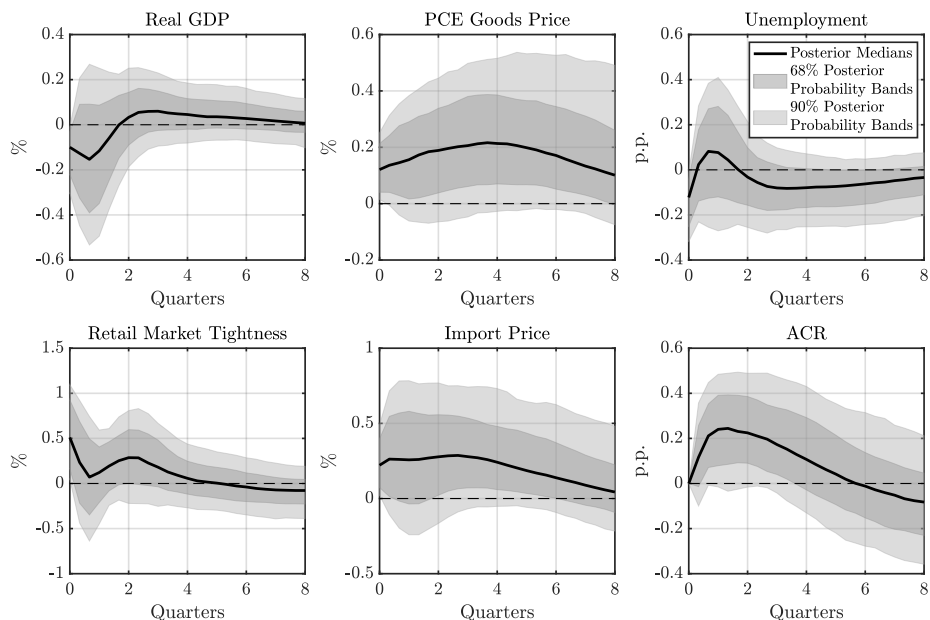 Real GDP
0.4
0.2
0
-0.2
-0.4
-0.6
%
0 2 4 6 8
Quarters
PCE Goods Price
0.6
0.4
0.2
0
-0.2
%
0 2 4 6 8
Quarters
Unemployment
0.6
0.4
0.2
0
-0.2
-0.4
p.p.
Posterior Medians
68% Posterior
Probability Bands
90% Posterior
Probability Bands
0 2 4 6 8
Quarters
Retail Market Tightness
1.5
1
0.5
0
-0.5
-1
%
0 2 4 6 8
Quarters
Import Price
1
0.5
0
-0.5
%
0 2 4 6 8
Quarters
ACR
0.6
0.4
0.2
0
-0.2
-0.4
p.p.
0 2 4 6 8
Quarters